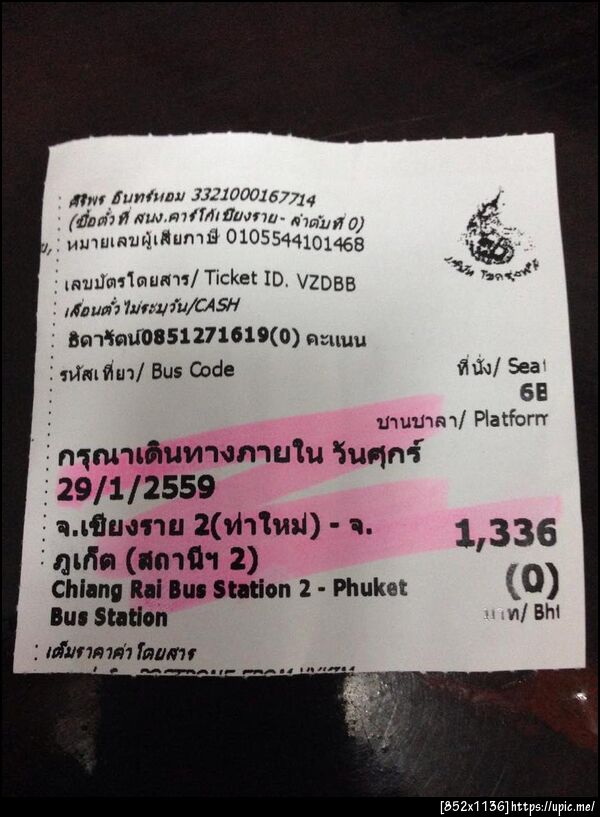 ศิริพร อินทร์หอม 3321000167714
(ซื้อตั๋วที่ สนง.คาร์โก้เชียงราย- ลำดับที่ 0)
หมายเลขผู้เสียภาษี 0105544101468
เลขบัตรโดยสาร/ Ticket ID. VZDBB
เลื่อนตั๋วไม่ระบุวัน/CASH
ธิดารัตน์0851271619(0) คะแนน
รหัสเที่ยว/ Bus Code
ที่นั่ง/ Seat
6B
ชานชาลา/ Platform
กรุณาเดินทางภายใน วันศุกร์
29/1/2559
จ.เชียงราย 2(ท่าใหม่) - จ.
ภูเก็ต (สถานีฯ 2)
1,336
(0)
บาท/ Bht
Chiang Rai Bus Station 2 - Phuket
Bus Station
เต็มราคาค่าโดยสาร
POSTPONE FROM
[852x1136]https://upic.me/